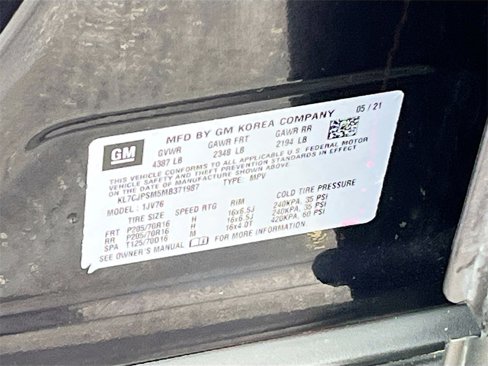 MFD BY GM KOREA COMPANY 05/21
GM GVWR GAWR FRT GAWR RR
4387 LB 2348 LB 2194 LB
THIS VEHICLE CONFORMS TO ALL APPLICABLE U.S. FEDERAL MOTOR
VEHICLE SAFETY, BUMPER, AND THEFT PREVENTION STANDARDS IN EFFECT
ON THE DATE OF MANUFACTURE SHOWN ABOVE.
KL7CJPSM5MB371987 TYPE: MPV
MODEL: 1JV76
TIRE SIZE SPEED RTG RIM COLD TIRE PRESSURE
FRT P205/70R16 H 16x6.5J 240KPA, 35 PSI
RR P205/70R16 H 16x6.5J 240KPA, 35 PSI
SPA T125/70D16 M 16x4.0T 420KPA, 60 PSI
SEE OWNER'S MANUAL FOR MORE INFORMATION